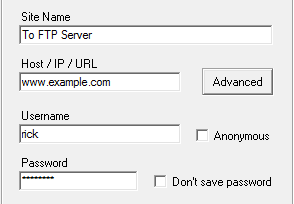 Site Name
To FTP Server
Host / IP / URL
www.example.com
Advanced
Username
rick
Anonymous
Password
********
Don't save password